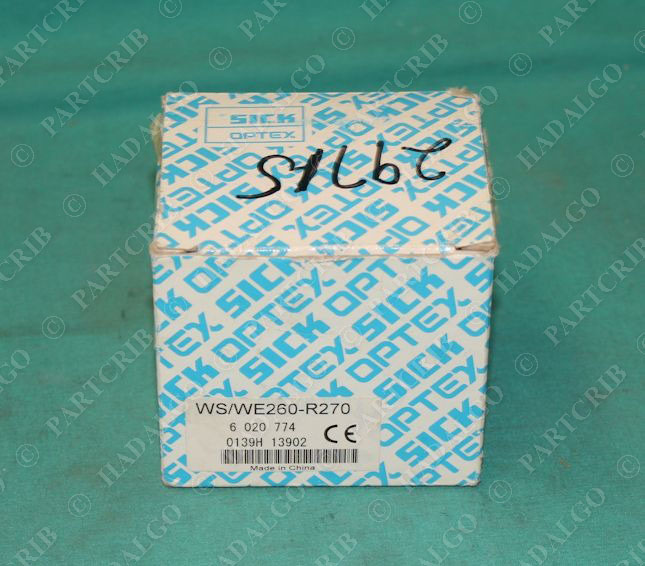 SICK
OPTEX
29715
SICK OPTEX
WS/WE260-R270
6 020 774
0139H 13902
CE
Made in China
© PARTCRIB © HADALGO